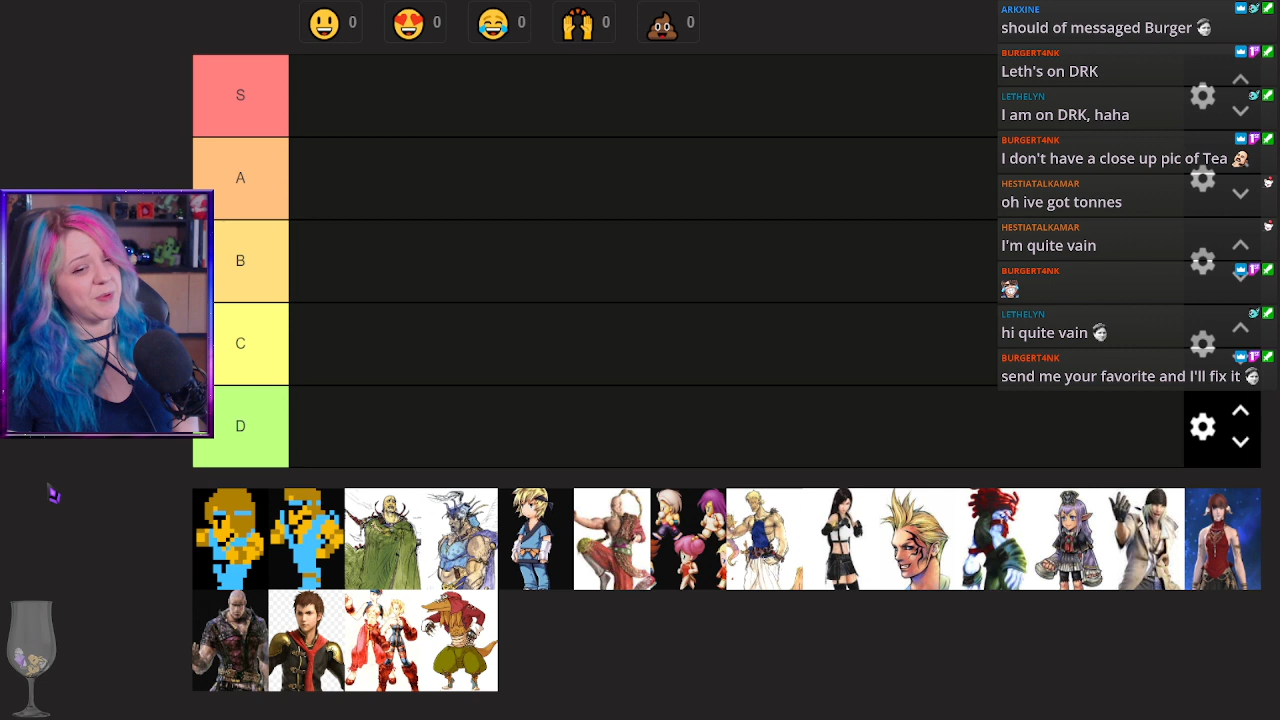 0
0
0
0
0
S
A
B
C
D
ARKXINE
should of messaged Burger
BURGERT4NK
Leth's on DRK
LETHELYN
I am on DRK, haha
BURGERT4NK
I don't have a close up pic of Tea
HESTIATALKAMAR
oh ive got tonnes
HESTIATALKAMAR
I'm quite vain
BURGERT4NK
LETHELYN
hi quite vain
BURGERT4NK
send me your favorite and I'll fix it